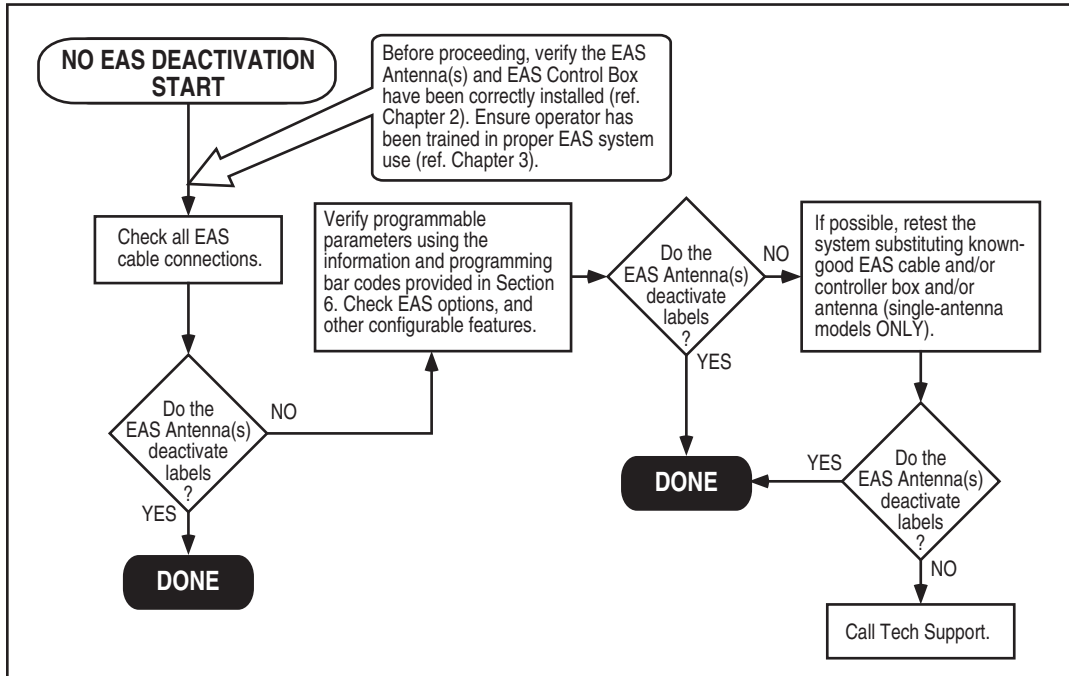 NO EAS DEACTIVATION
START
Before proceeding, verify the EAS
Antenna(s) and EAS Control Box
have been correctly installed (ref.
Chapter 2). Ensure operator has
been trained in proper EAS system
use (ref. Chapter 3).
Check all EAS
cable connections.
Do the
EAS Antenna(s)
deactivate
labels
?
NO
YES
DONE
Verify programmable
parameters using the
information and programming
bar codes provided in Section
6. Check EAS options, and
other configurable features.
Do the
EAS Antenna(s)
deactivate
labels
?
NO
YES
DONE
If possible, retest the
system substituting known-
good EAS cable and/or
controller box and/or
antenna (single-antenna
models ONLY).
Do the
EAS Antenna(s)
deactivate
labels
?
YES
NO
Call Tech Support.